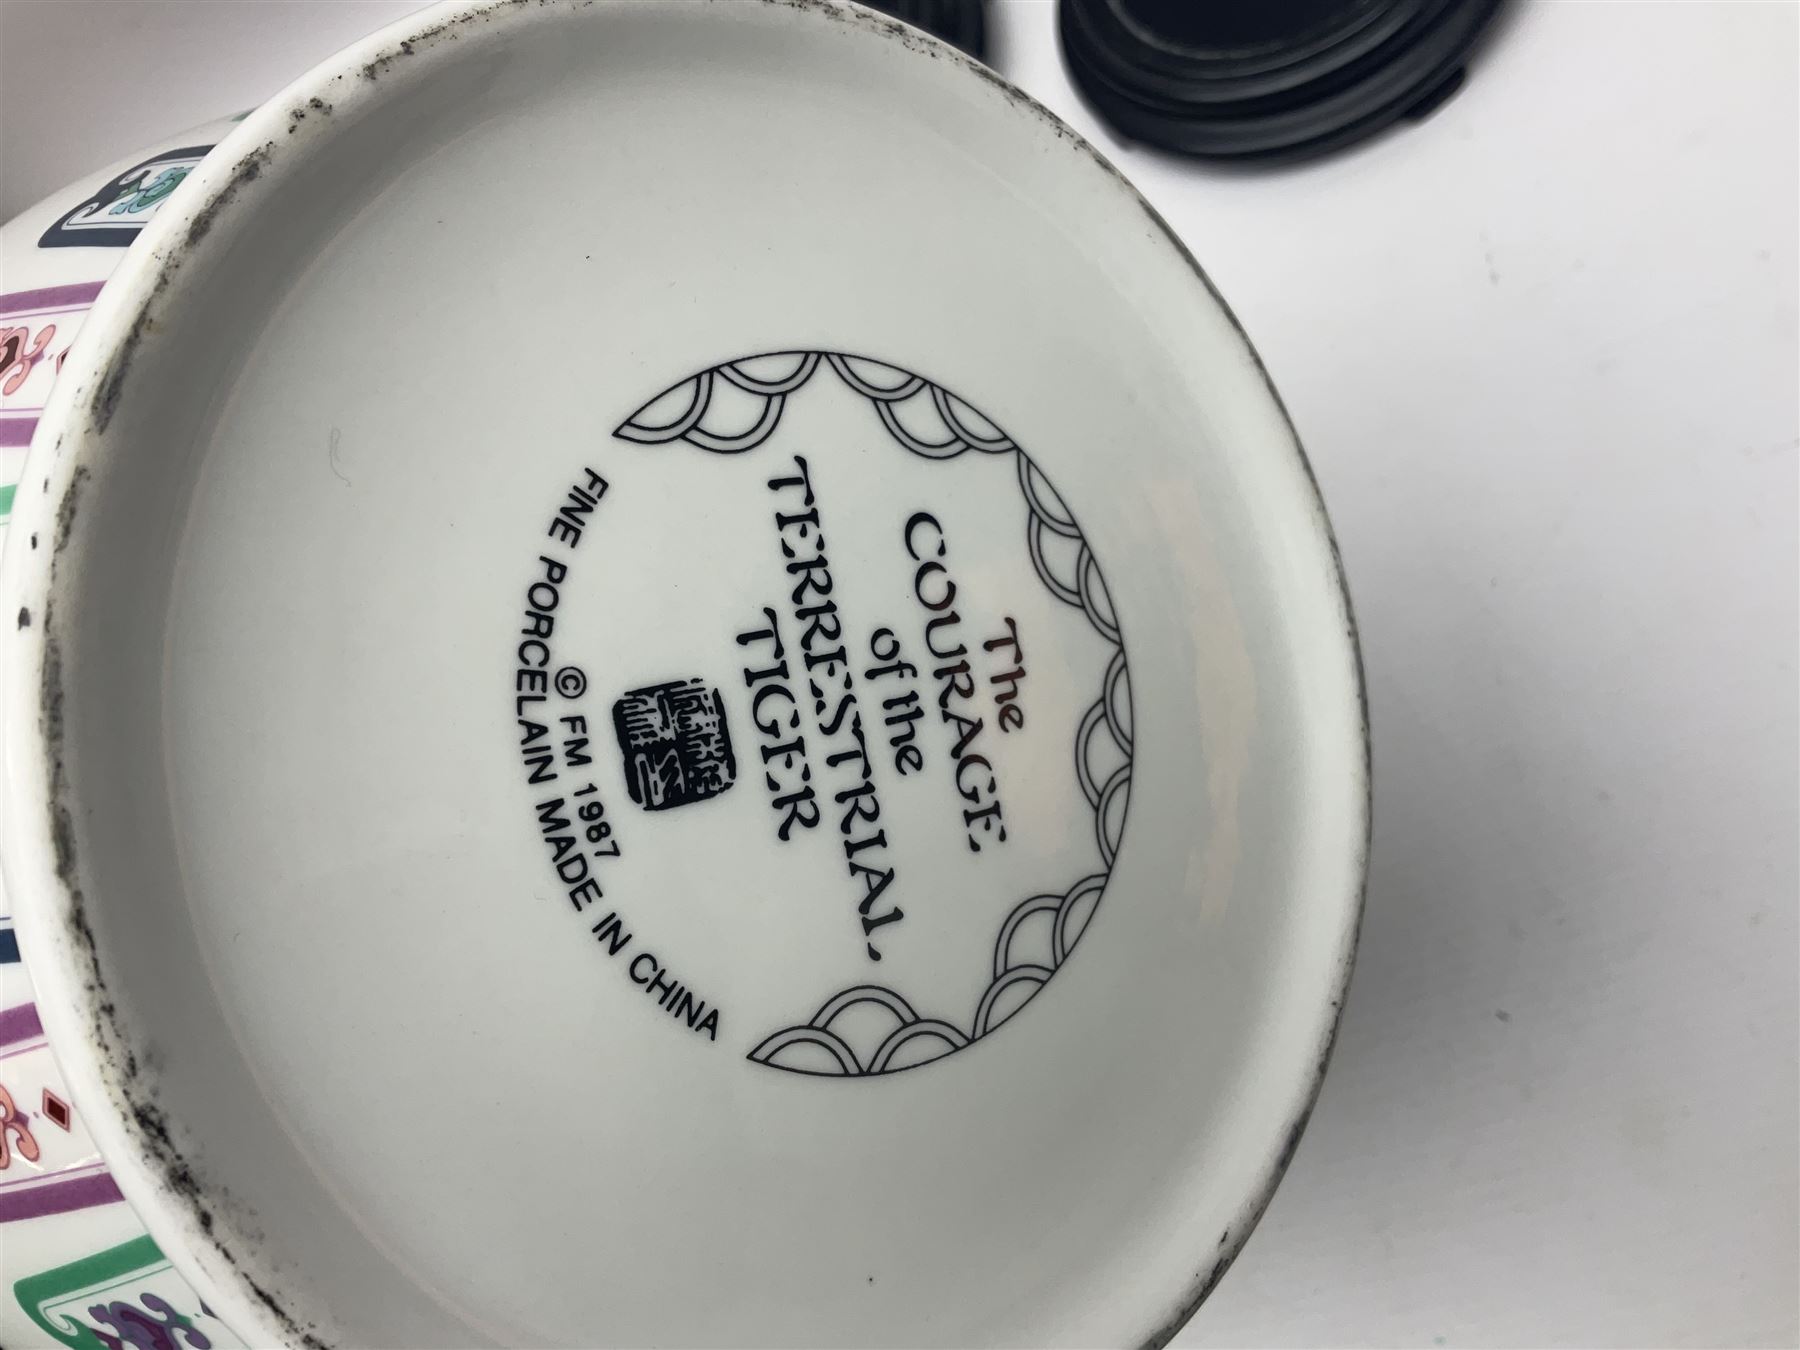 The
COURAGE
of the
TERRESTRIAL
TIGER
© FM 1987
FINE PORCELAIN MADE IN CHINA